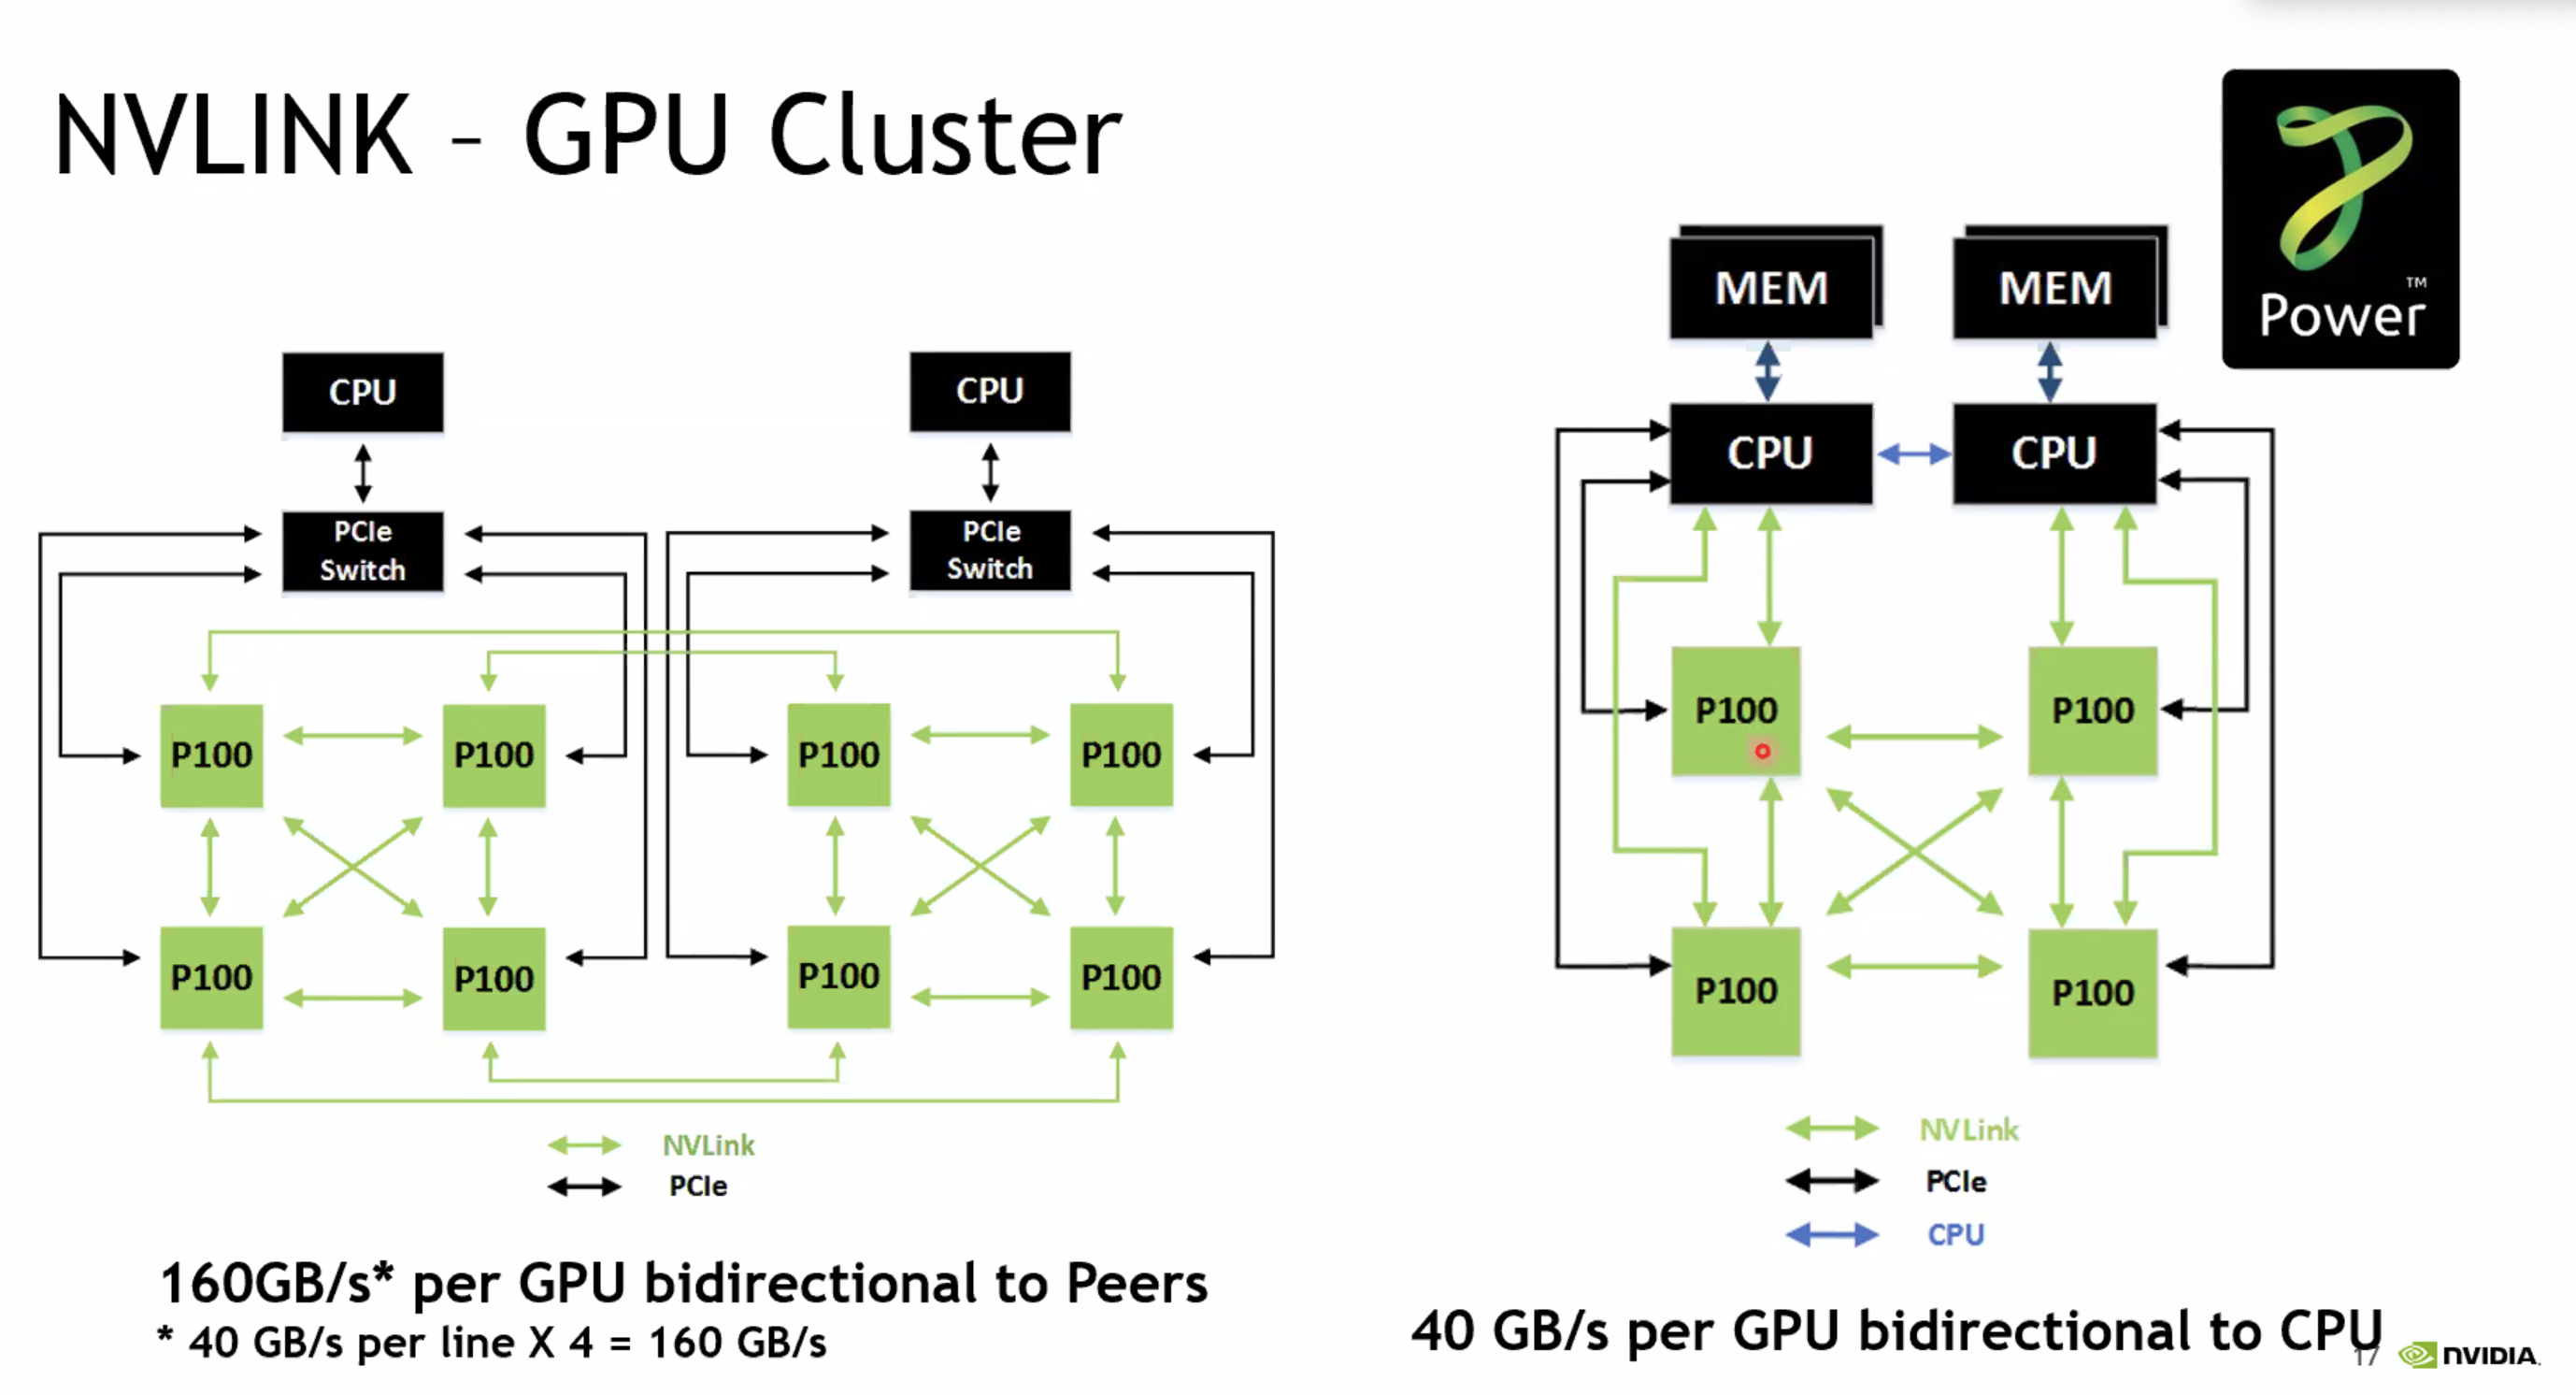 NVLINK – GPU Cluster
Power™
CPU
CPU
PCIe
Switch
PCIe
Switch
P100
P100
P100
P100
P100
P100
P100
P100
NVLink
PCIe
160GB/s* per GPU bidirectional to Peers
* 40 GB/s per line X 4 = 160 GB/s
MEM
MEM
CPU
CPU
P100
P100
P100
P100
NVLink
PCIe
CPU
40 GB/s per GPU bidirectional to CPU
17
NVIDIA.